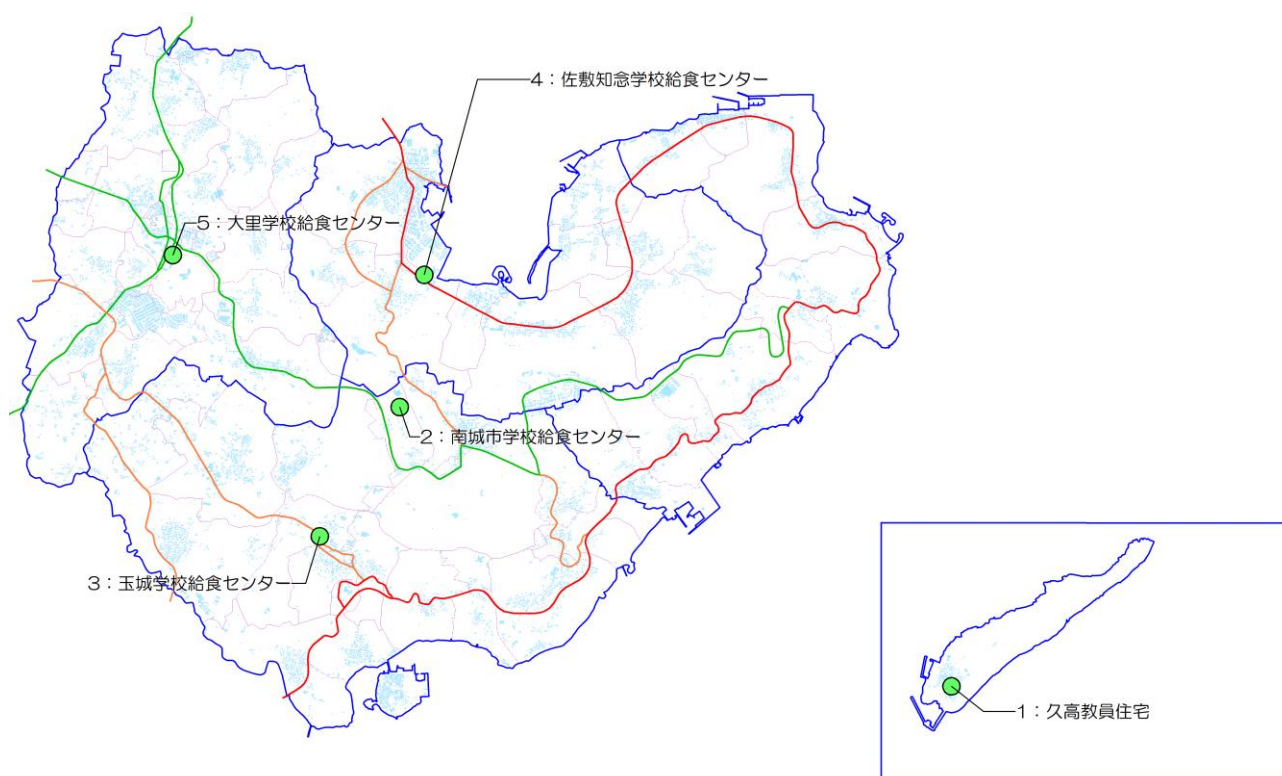 4：佐敷知念学校給食センター
5：大里学校給食センター
2：南城市学校給食センター
3：玉城学校給食センター
1：久高教員住宅